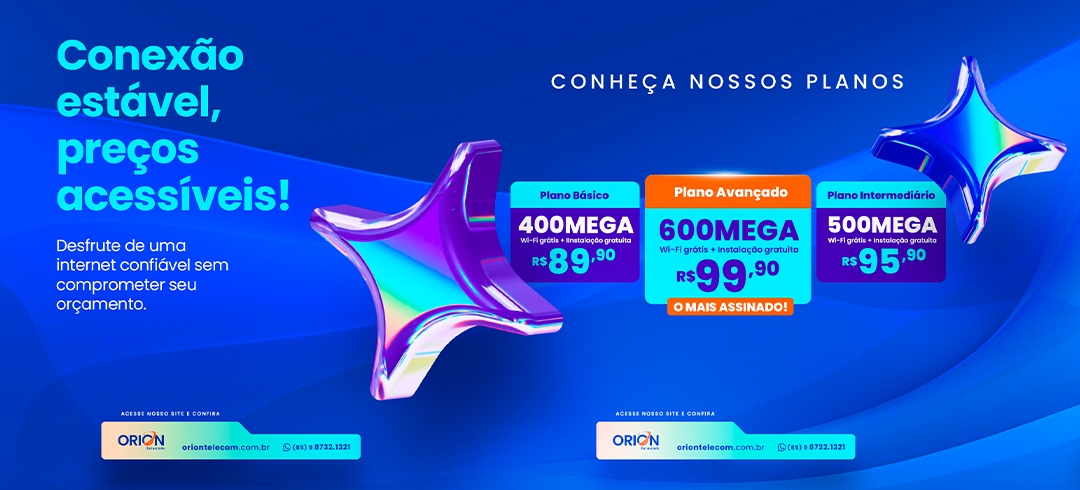 Conexão
estável,
preços
acessíveis!
Desfrute de uma
internet confiável sem
comprometer seu
orçamento.
ACESSE NOSSO SITE E CONFIRA
ORION
telecom
oriontelecom.com.br
(85) 9 8732.1321
CONHEÇA NOSSOS PLANOS
Plano Básico
400MEGA
Wi-Fi grátis + Iinstalação gratuita
R$89,90
Plano Avançado
600MEGA
Wi-Fi grátis + Instalação gratuita
R$99,90
O MAIS ASSINADO!
Plano Intermediário
500MEGA
Wi-Fi grátis + Instalação gratuita
R$95,90
ACESSE NOSSO SITE E CONFIRA
ORION
telecom
oriontelecom.com.br
(85) 9 8732.1321